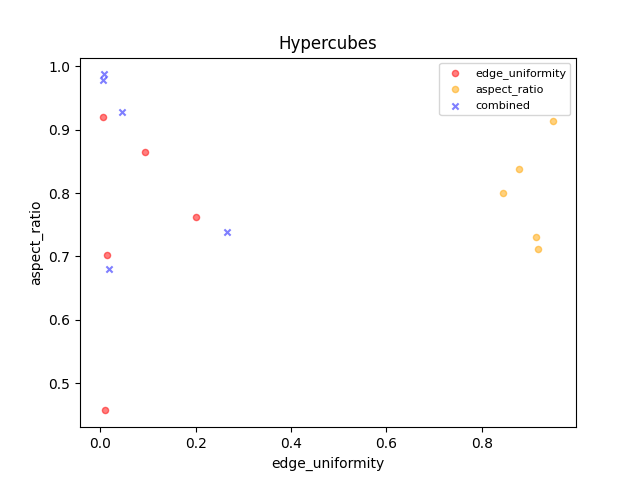 Hypercubes
edge_uniformity
aspect_ratio
combined
1.0
0.9
0.8
0.7
0.6
0.5
aspect_ratio
0.0
0.2
0.4
0.6
0.8
edge_uniformity